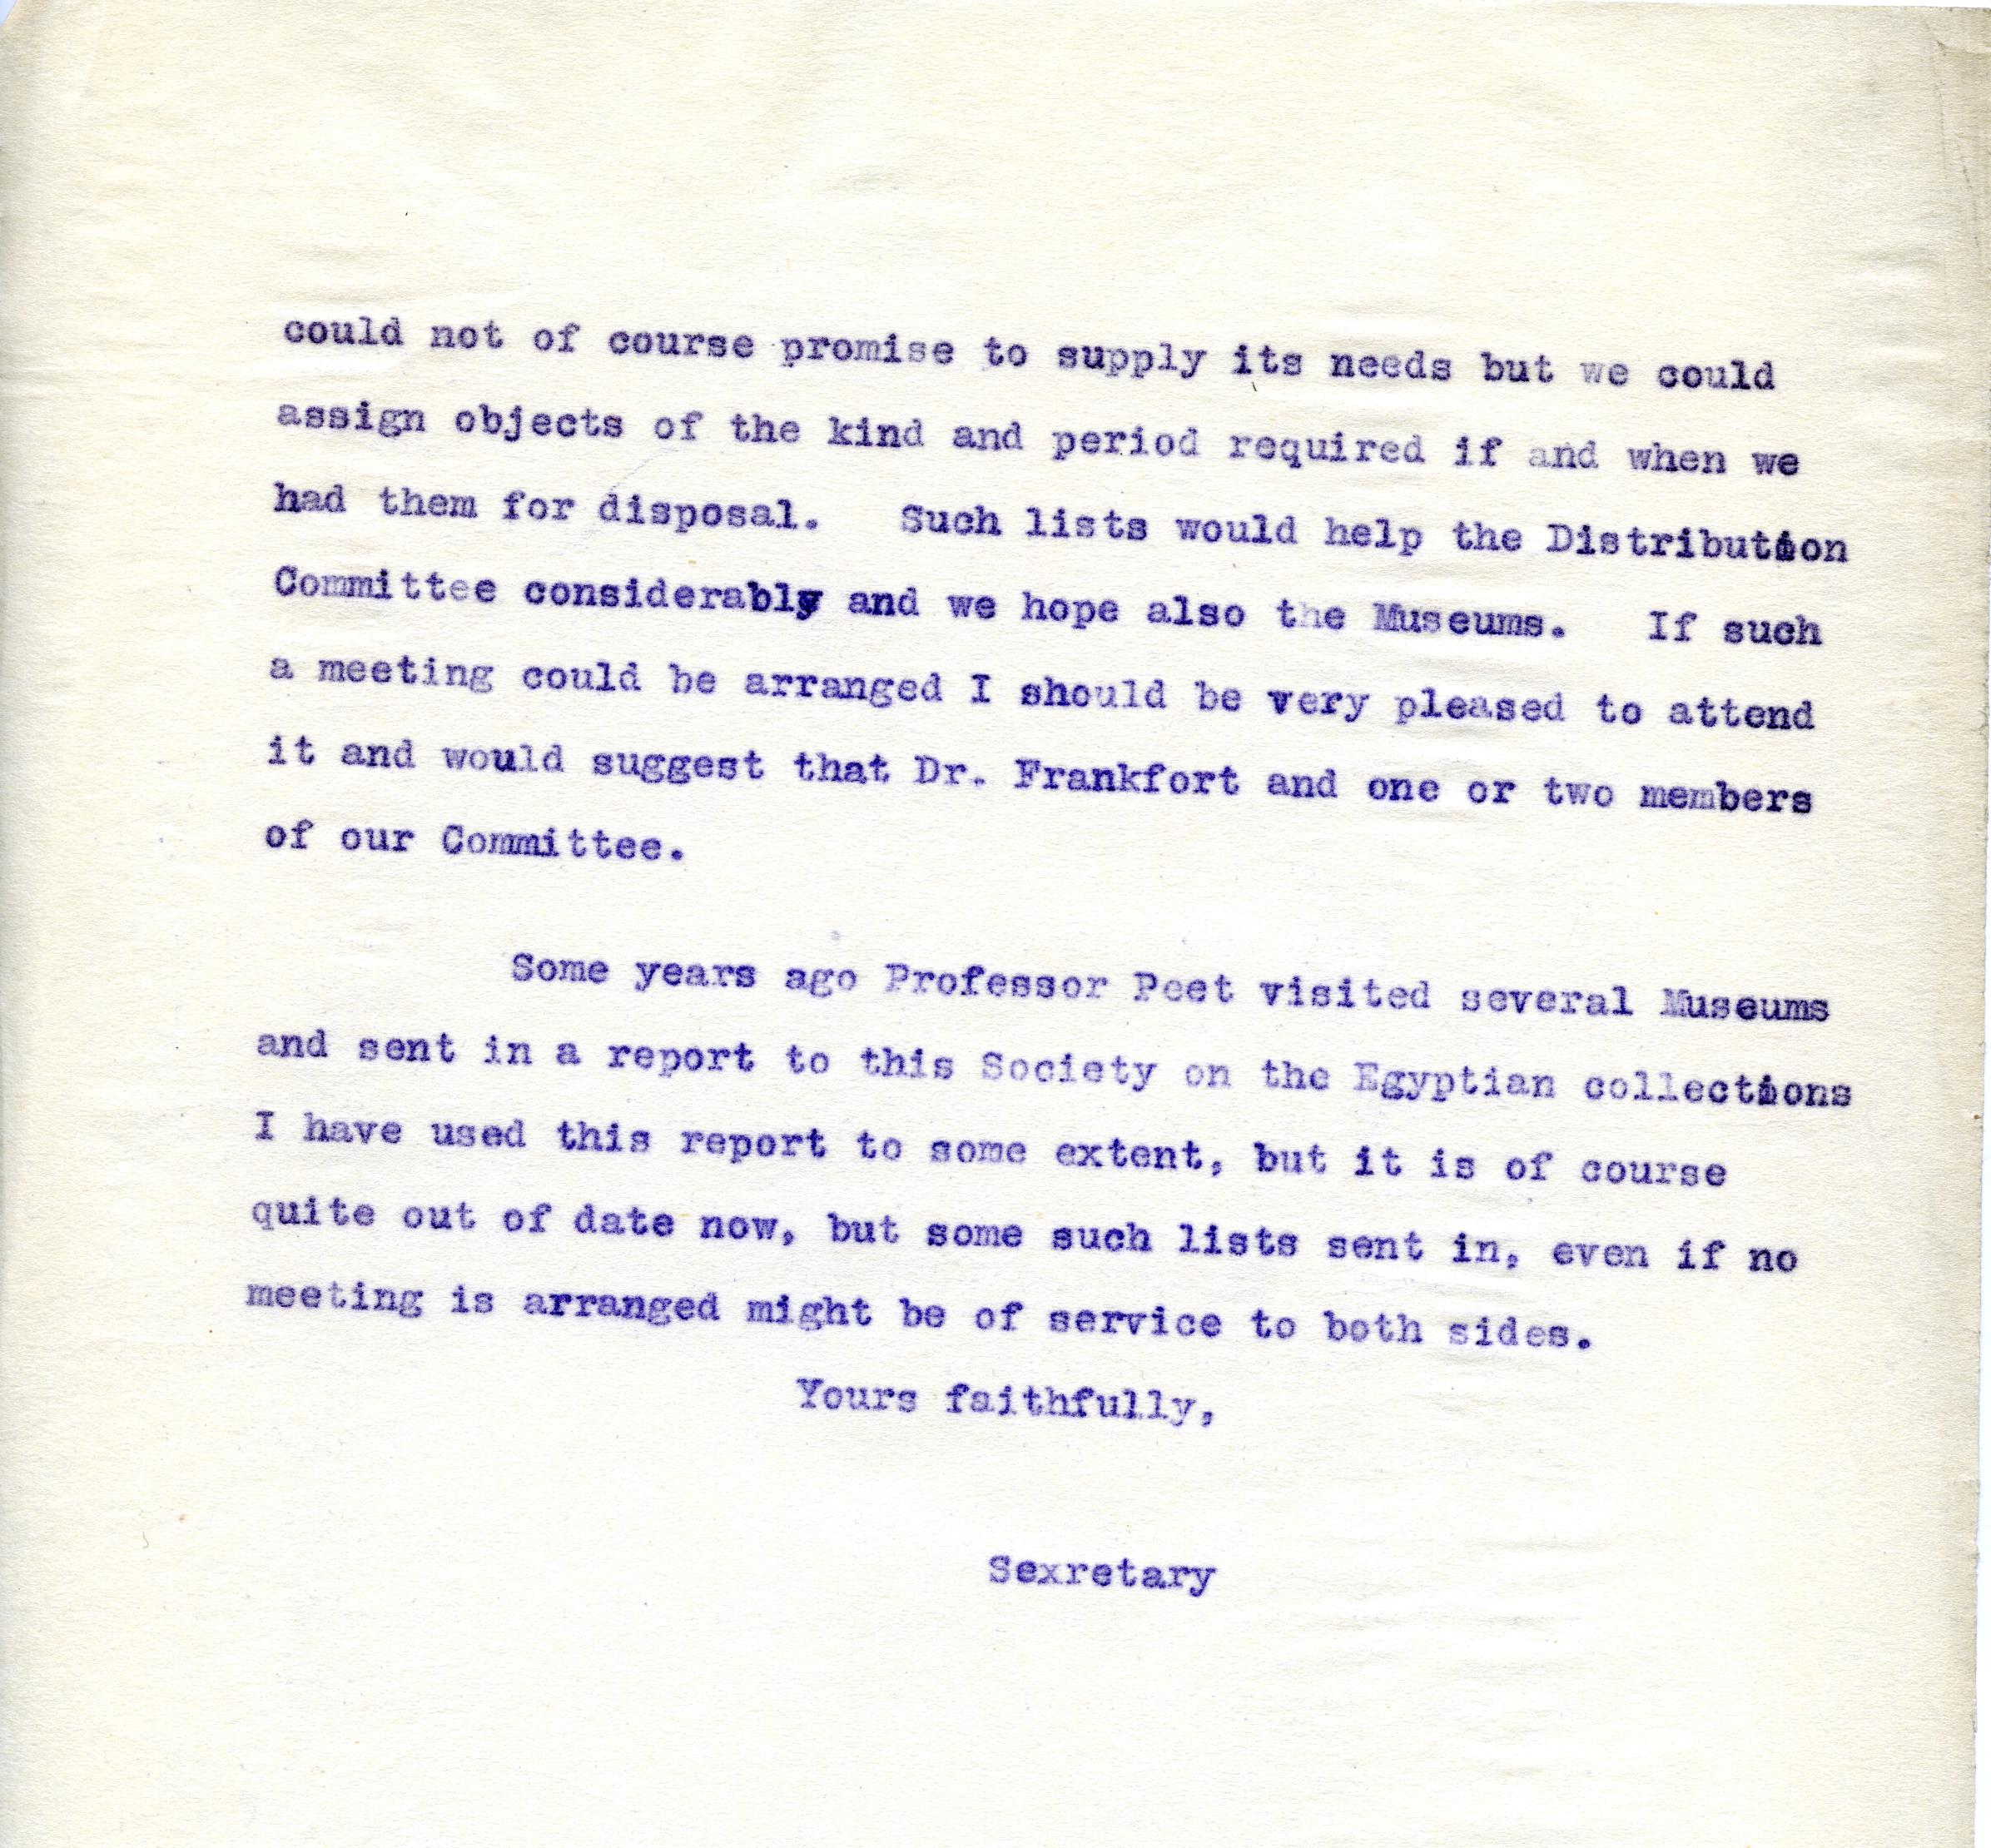 could not of course promise to supply its needs but we could
assign objects of the kind and period required if and when we
had them for disposal. Such lists would help the Distribution
Committee considerably and we hope also the Museums. If such
a meeting could be arranged I should be very pleased to attend
it and would suggest that Dr. Frankfort and one or two members
of our Committee.
Some years ago Professor Peet visited several Museums
and sent in a report to this Society on the Egyptian collections
I have used this report to some extent, but it is of course
quite out of date now, but some such lists sent in, even if no
meeting is arranged might be of service to both sides.
Yours faithfully,
Sexretary